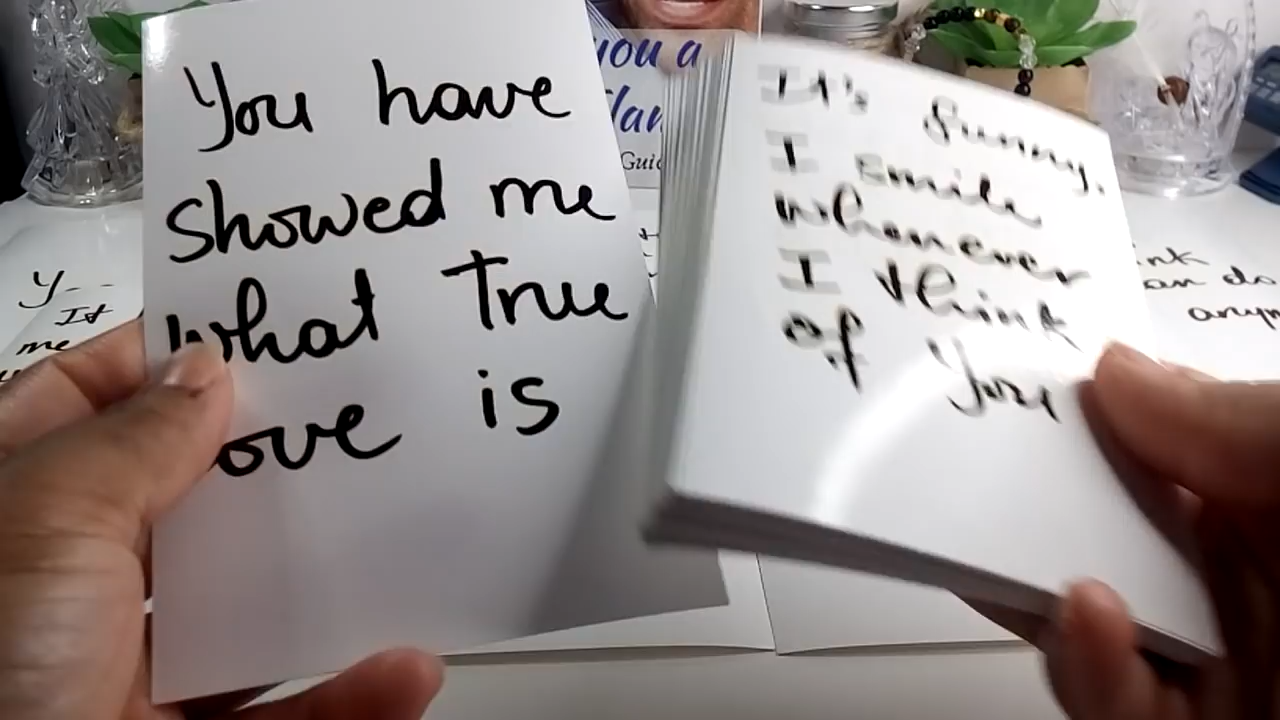 You have
showed me
what True
ove is
It's funny,
I smile
whenever
I think
of you
you a
Guid
Y--
It
me
ink
an do
anym